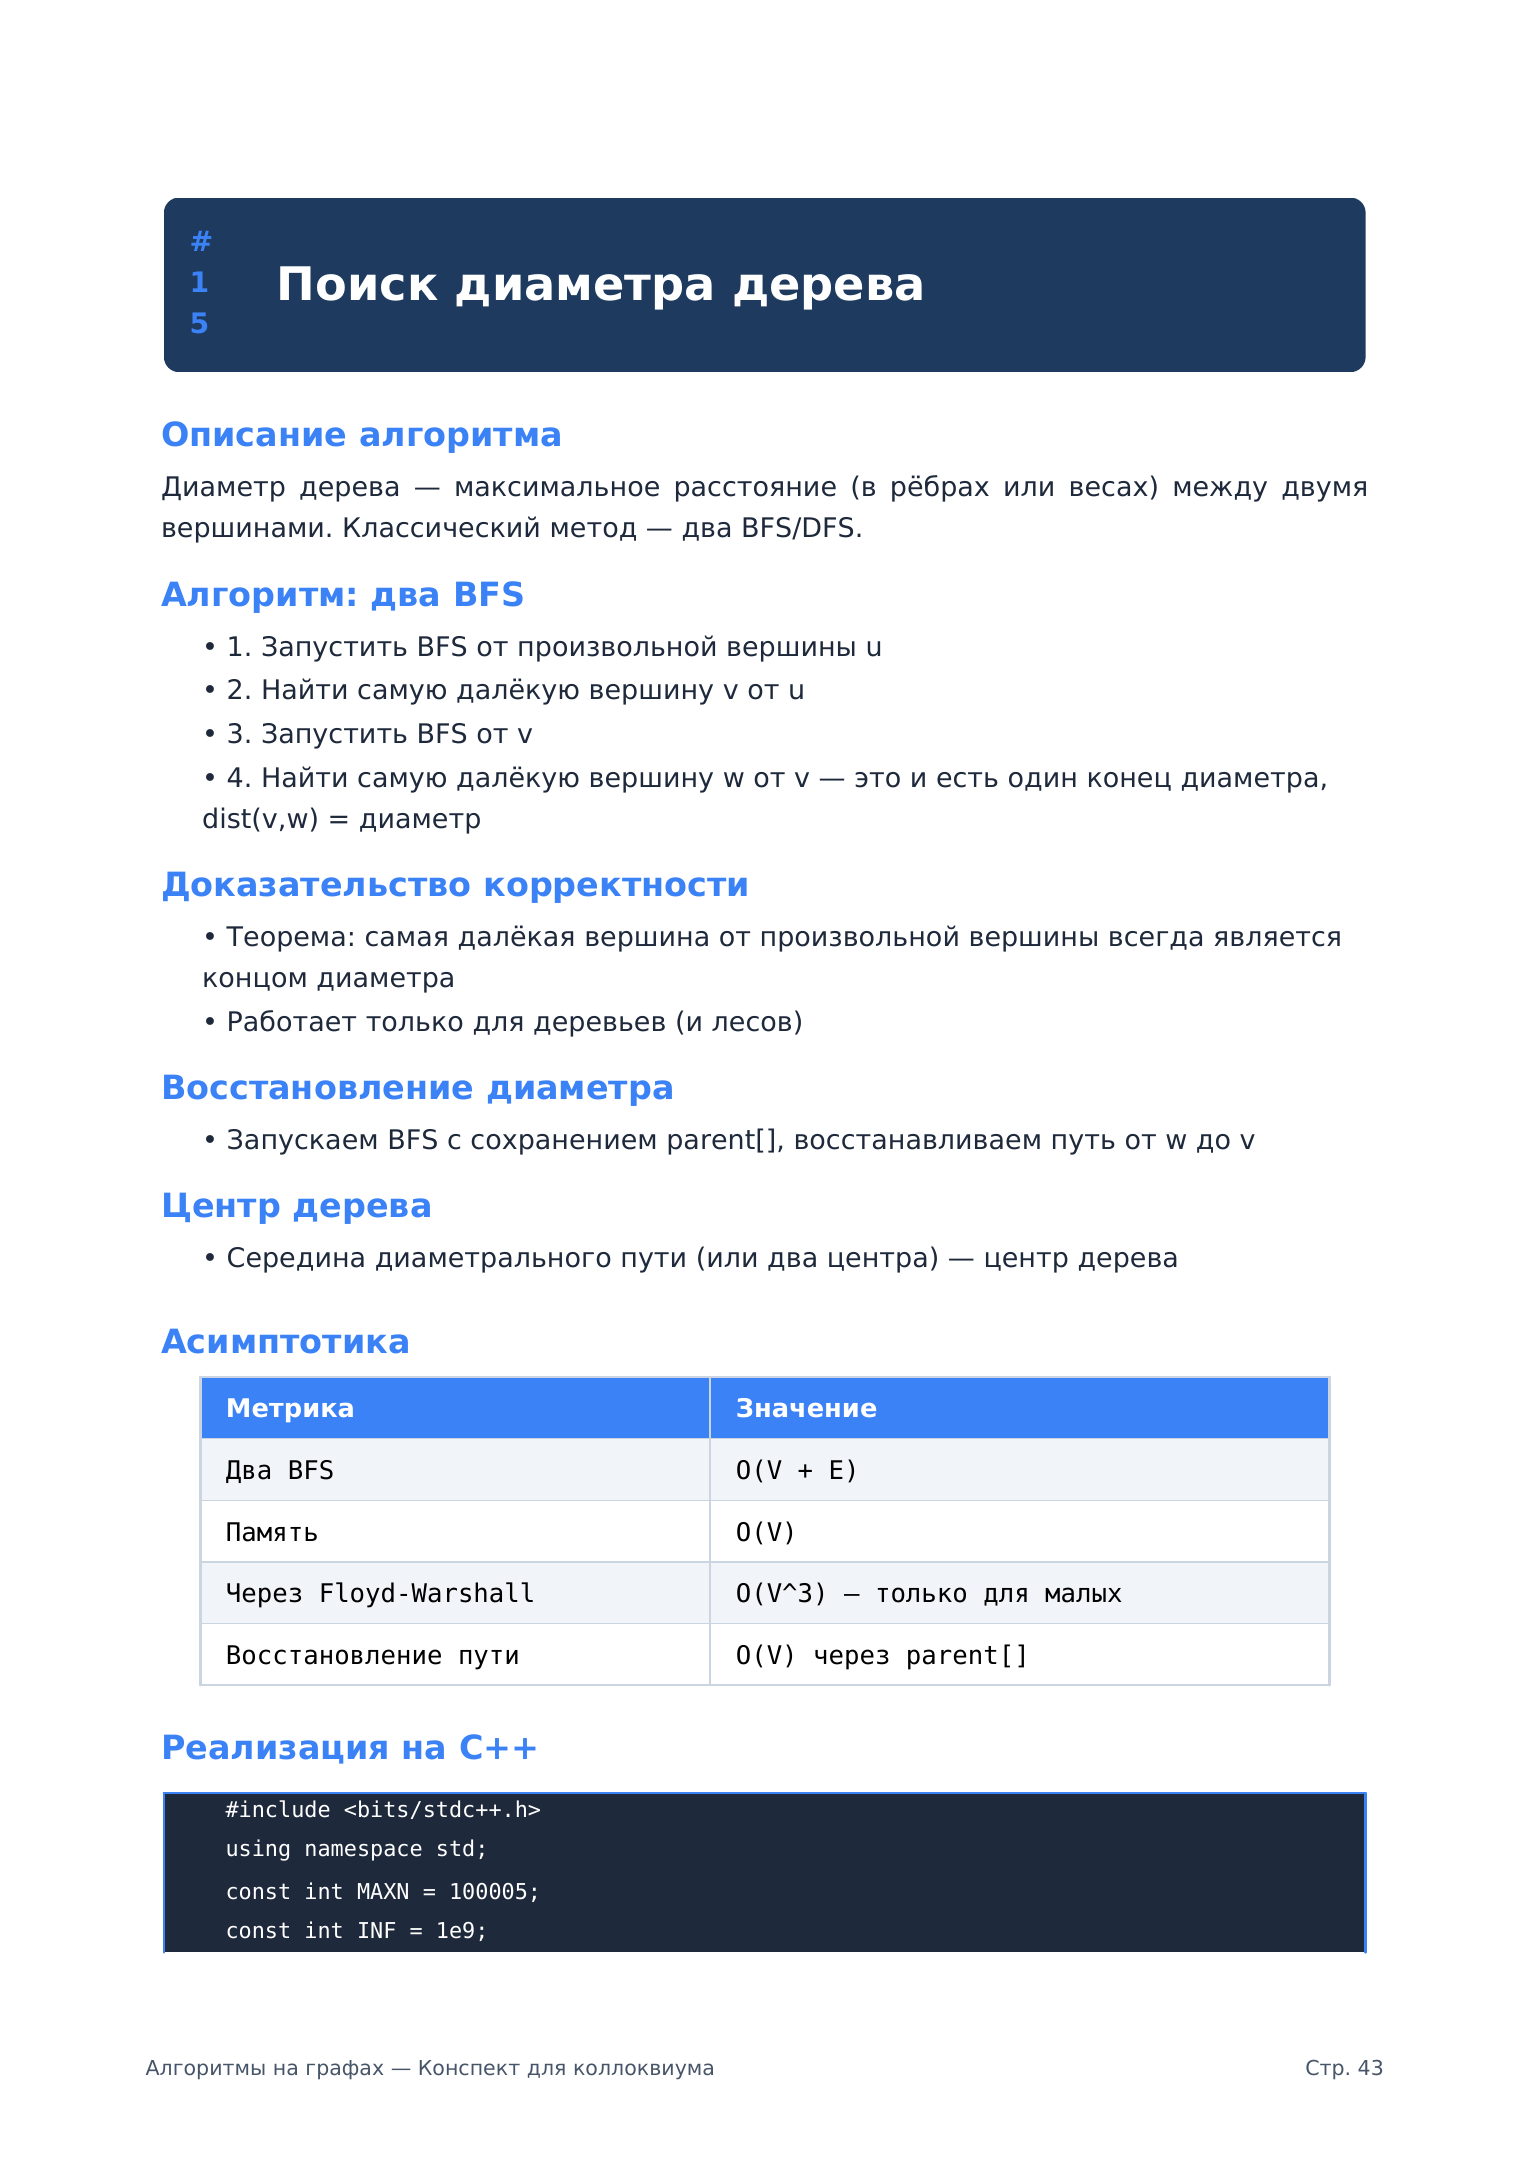 #
1
5
Поиск диаметра дерева
Описание алгоритма
Диаметр дерева — максимальное расстояние (в рёбрах или весах) между двумя
вершинами. Классический метод — два BFS/DFS.
Алгоритм: два BFS
• 1. Запустить BFS от произвольной вершины u
• 2. Найти самую далёкую вершину v от u
• 3. Запустить BFS от v
• 4. Найти самую далёкую вершину w от v — это и есть один конец диаметра,
dist(v,w) = диаметр
Доказательство корректности
• Теорема: самая далёкая вершина от произвольной вершины всегда является
концом диаметра
• Работает только для деревьев (и лесов)
Восстановление диаметра
• Запускаем BFS с сохранением parent[], восстанавливаем путь от w до v
Центр дерева
• Середина диаметрального пути (или два центра) — центр дерева
Асимптотика
Метрика Значение
Два BFS O(V + E)
Память O(V)
Через Floyd-Warshall O(V^3) — только для малых
Восстановление пути O(V) через parent[]
Реализация на C++
#include <bits/stdc++.h>
using namespace std;
const int MAXN = 100005;
const int INF = 1e9;
Алгоритмы на графах — Конспект для коллоквиума Стр. 43